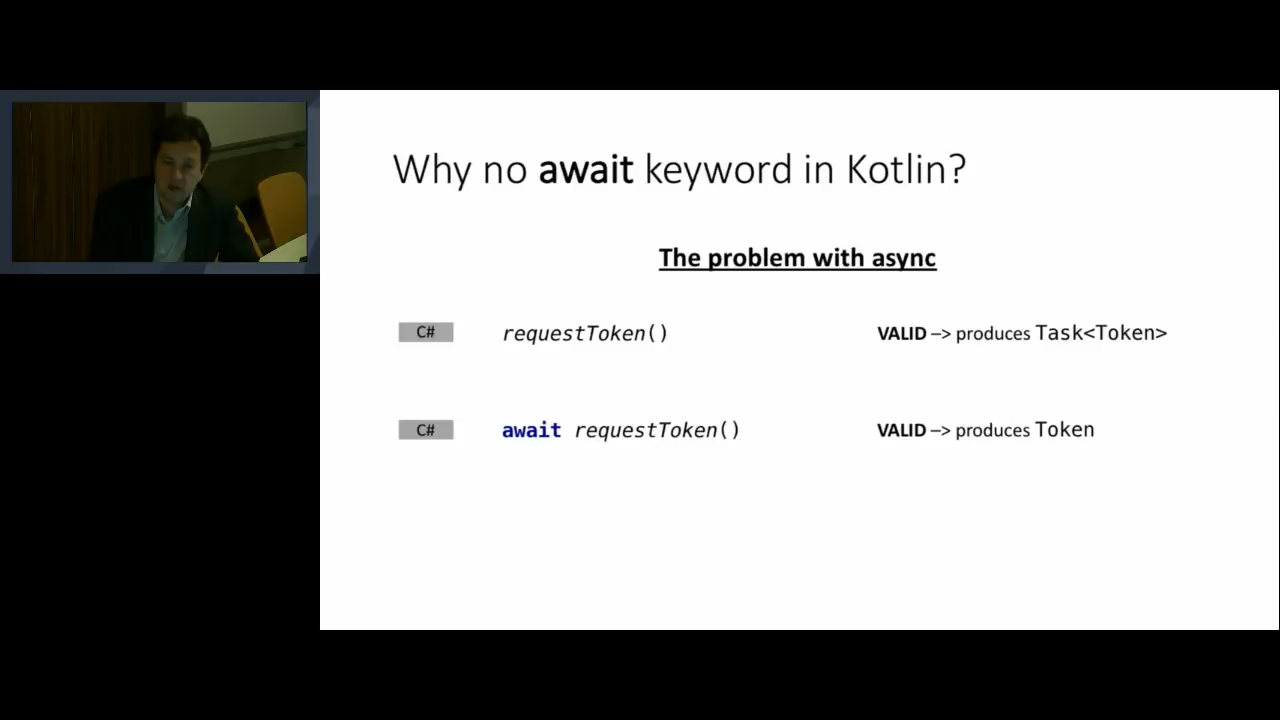 Why no await keyword in Kotlin?
The problem with async
C# requestToken() VALID –> produces Task<Token>
C# await requestToken() VALID –> produces Token